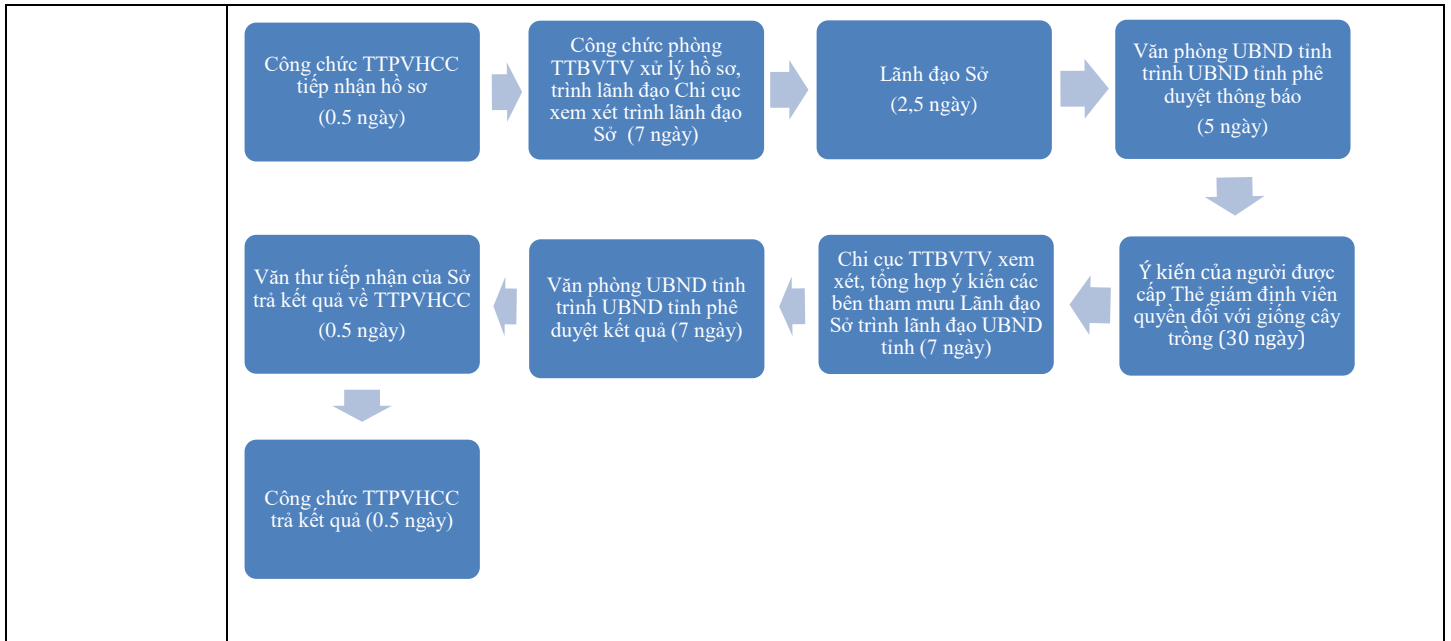 Công chức TTPVHCC
tiếp nhận hồ sơ
(0.5 ngày)
Công chức phòng
TTBVTV xử lý hồ sơ,
trình lãnh đạo Chi cục
xem xét trình lãnh đạo
Sở (7 ngày)
Lãnh đạo Sở
(2,5 ngày)
Văn phòng UBND tỉnh
trình UBND tỉnh phê
duyệt thông báo
(5 ngày)
Ý kiến của người được
cấp Thẻ giám định viên
quyền đối với giống cây
trồng (30 ngày)
Chi cục TTBVTV xem
xét, tổng hợp ý kiến các
bên tham mưu Lãnh đạo
Sở trình lãnh đạo UBND
tỉnh (7 ngày)
Văn phòng UBND tỉnh
trình UBND tỉnh phê
duyệt kết quả (7 ngày)
Văn thư tiếp nhận của Sở
trả kết quả về TTPVHCC
(0.5 ngày)
Công chức TTPVHCC
trả kết quả (0.5 ngày)